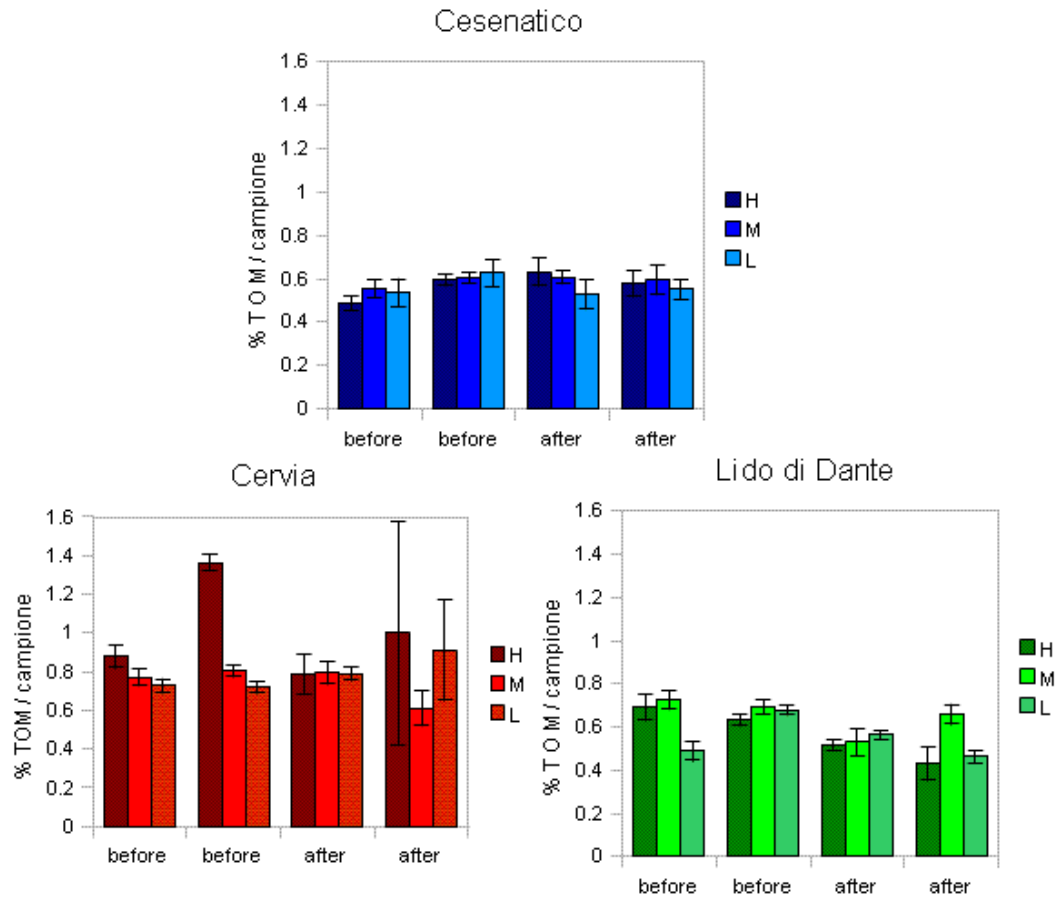 Cesenatico
% T O M / campione
1.6
1.4
1.2
1
0.8
0.6
0.4
0.2
0
before before after after
H
M
L
Cervia
% TOM / campione
1.6
1.4
1.2
1
0.8
0.6
0.4
0.2
0
before before after after
H
M
L
Lido di Dante
% T O M / campione
1.6
1.4
1.2
1
0.8
0.6
0.4
0.2
0
before before after after
H
M
L